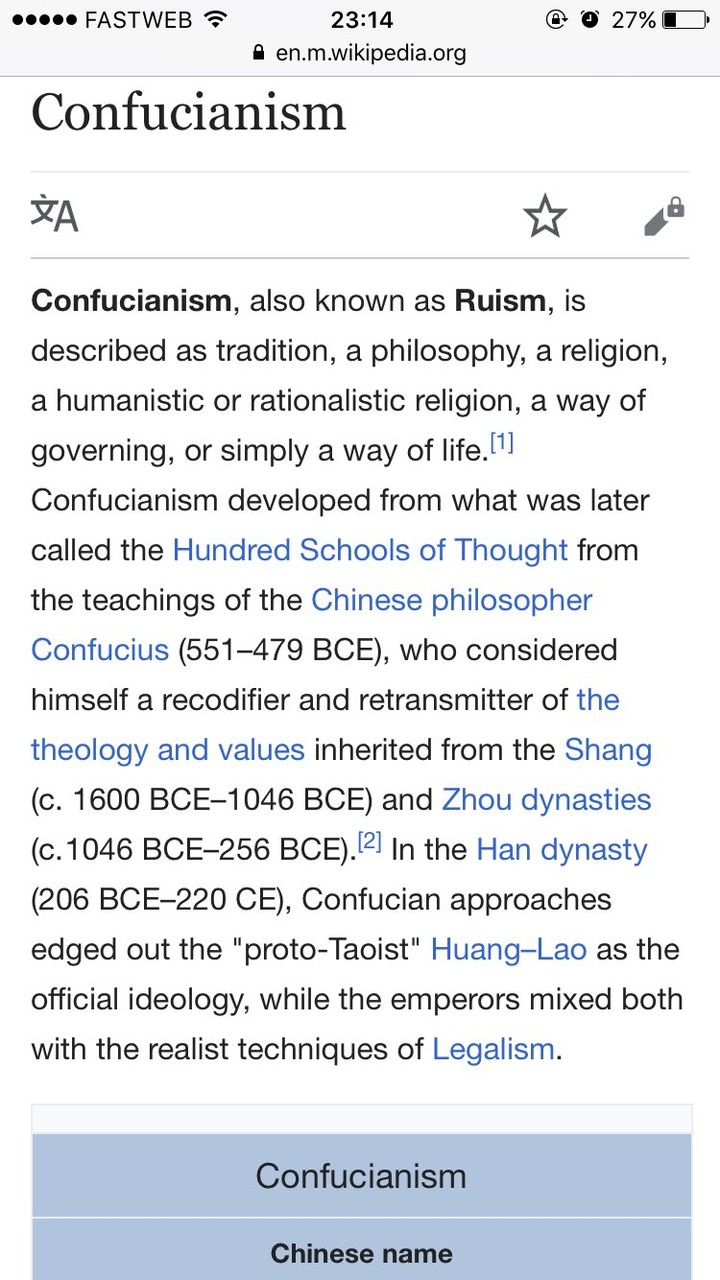 FASTWEB 23:14 27%
en.m.wikipedia.org
Confucianism
文A
Confucianism, also known as Ruism, is
described as tradition, a philosophy, a religion,
a humanistic or rationalistic religion, a way of
governing, or simply a way of life.[1]
Confucianism developed from what was later
called the Hundred Schools of Thought from
the teachings of the Chinese philosopher
Confucius (551–479 BCE), who considered
himself a recodifier and retransmitter of the
theology and values inherited from the Shang
(c. 1600 BCE–1046 BCE) and Zhou dynasties
(c. 1046 BCE–256 BCE).[2] In the Han dynasty
(206 BCE–220 CE), Confucian approaches
edged out the "proto-Taoist" Huang–Lao as the
official ideology, while the emperors mixed both
with the realist techniques of Legalism.
Confucianism
Chinese name